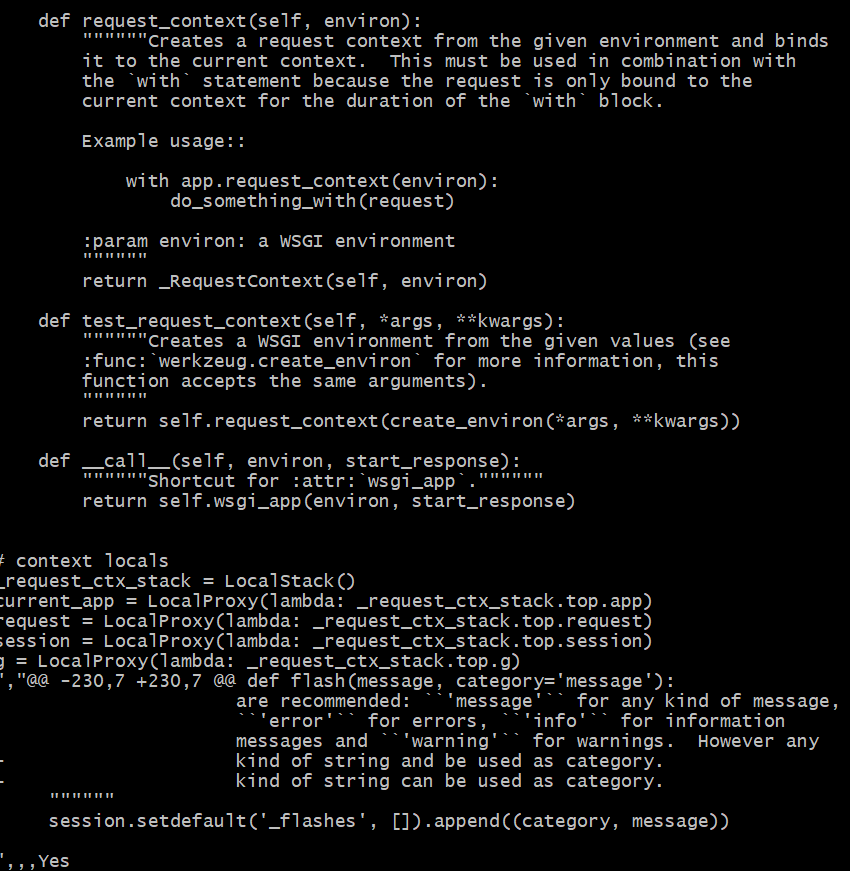 def request_context(self, environ):
        """"""Creates a request context from the given environment and binds
        it to the current context.  This must be used in combination with
        the `with` statement because the request is only bound to the
        current context for the duration of the `with` block.

        Example usage::

            with app.request_context(environ):
                do_something_with(request)

        :param environ: a WSGI environment
        """"""
        return _RequestContext(self, environ)

    def test_request_context(self, *args, **kwargs):
        """"""Creates a WSGI environment from the given values (see
        :func:`werkzeug.create_environ` for more information, this
        function accepts the same arguments).
        """"""
        return self.request_context(create_environ(*args, **kwargs))

    def __call__(self, environ, start_response):
        """"""Shortcut for :attr:`wsgi_app`.""""""
        return self.wsgi_app(environ, start_response)


# context locals
_request_ctx_stack = LocalStack()
current_app = LocalProxy(lambda: _request_ctx_stack.top.app)
request = LocalProxy(lambda: _request_ctx_stack.top.request)
session = LocalProxy(lambda: _request_ctx_stack.top.session)
g = LocalProxy(lambda: _request_ctx_stack.top.g)
","@@ -230,7 +230,7 @@ def flash(message, category='message'):
                      are recommended: ``'message'`` for any kind of message,
                      ``'error'`` for errors, ``'info'`` for information
                      messages and ``'warning'`` for warnings.  However any
-                     kind of string and be used as category.
-                     kind of string can be used as category.
     """"""
     session.setdefault('_flashes', []).append((category, message))

",,,Yes